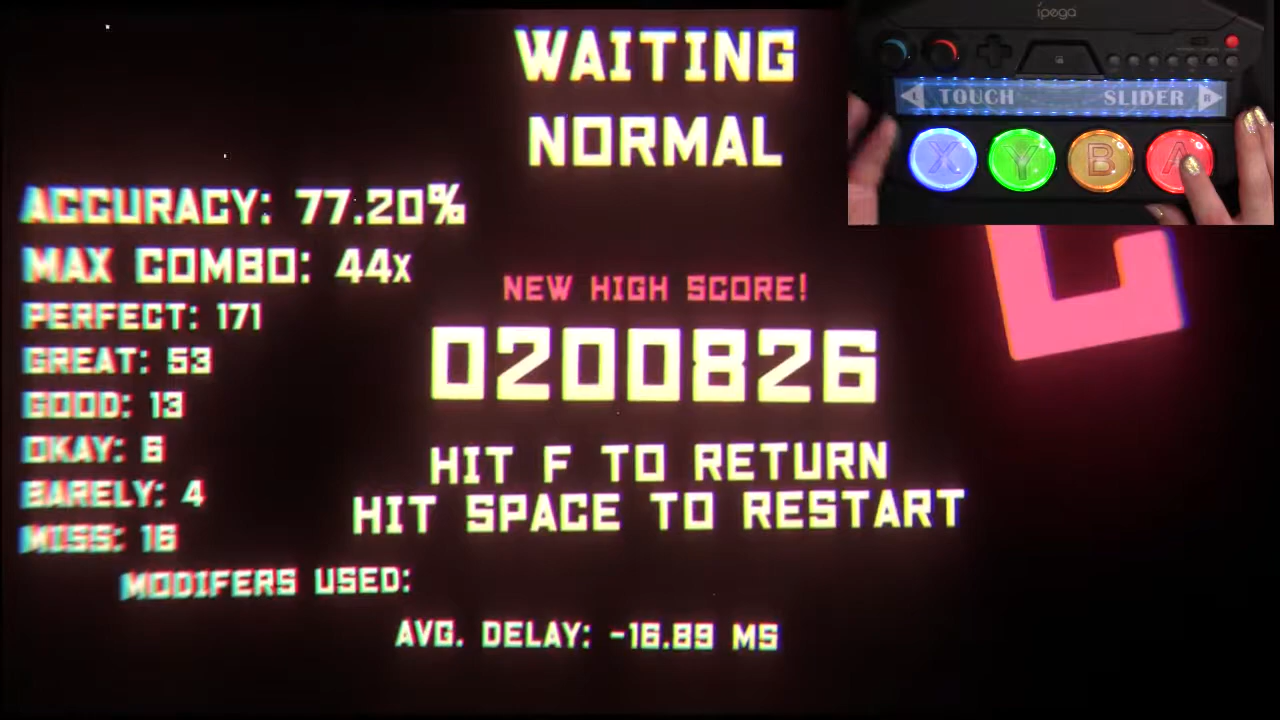 WAITING
NORMAL
ACCURACY: 77.20%
MAX COMBO: 44x
PERFECT: 171
GREAT: 53
GOOD: 13
OKAY: 6
BARELY: 4
MISS: 16
MODIFERS USED:
NEW HIGH SCORE!
0200826
HIT F TO RETURN
HIT SPACE TO RESTART
AVG. DELAY: -16.89 MS
C
ipega
L TOUCH SLIDER R
X Y B A